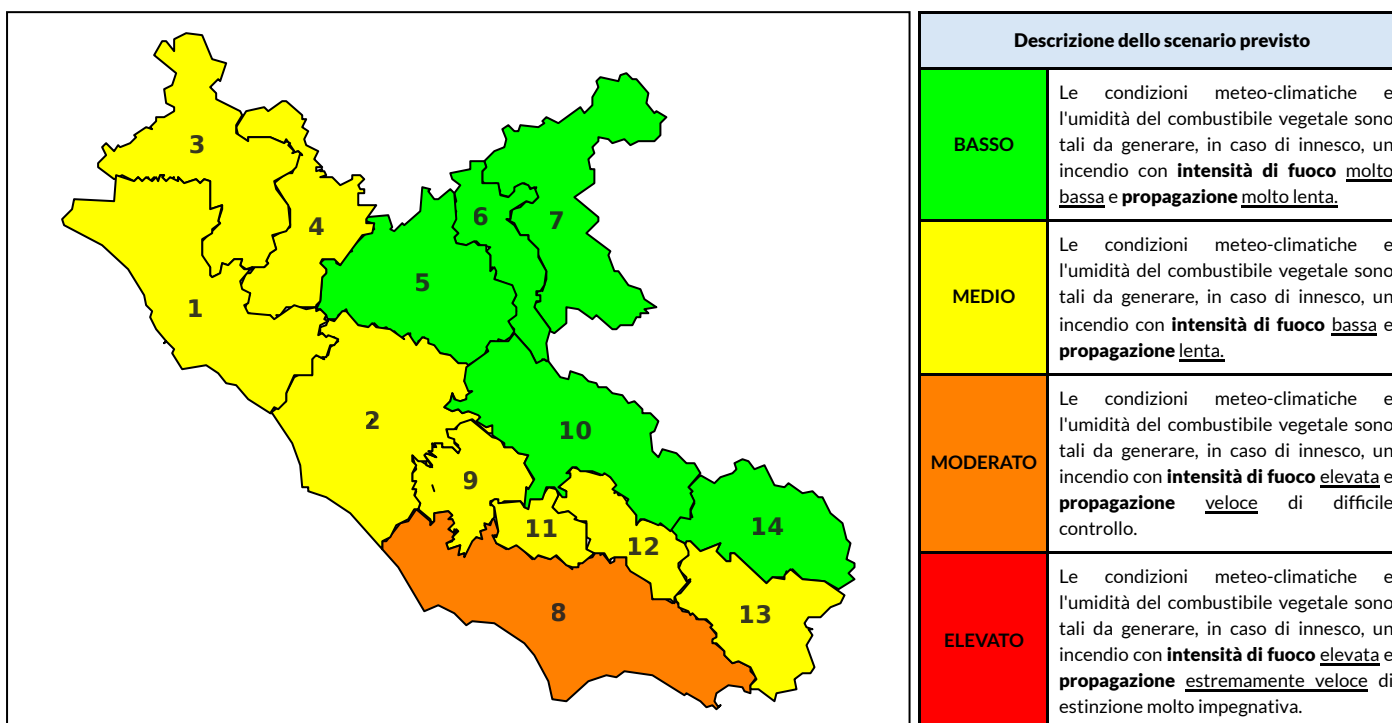 3
4
6
7
5
1
2
10
9
11
12
14
8
13
Descrizione dello scenario previsto
BASSO
Le condizioni meteo-climatiche e
l'umidità del combustibile vegetale sono
tali da generare, in caso di innesco, un
incendio con intensità di fuoco molto
bassa e propagazione molto lenta.
MEDIO
Le condizioni meteo-climatiche e
l'umidità del combustibile vegetale sono
tali da generare, in caso di innesco, un
incendio con intensità di fuoco bassa e
propagazione lenta.
MODERATO
Le condizioni meteo-climatiche e
l'umidità del combustibile vegetale sono
tali da generare, in caso di innesco, un
incendio con intensità di fuoco elevata e
propagazione veloce di difficile
controllo.
ELEVATO
Le condizioni meteo-climatiche e
l'umidità del combustibile vegetale sono
tali da generare, in caso di innesco, un
incendio con intensità di fuoco elevata e
propagazione estremamente veloce di
estinzione molto impegnativa.